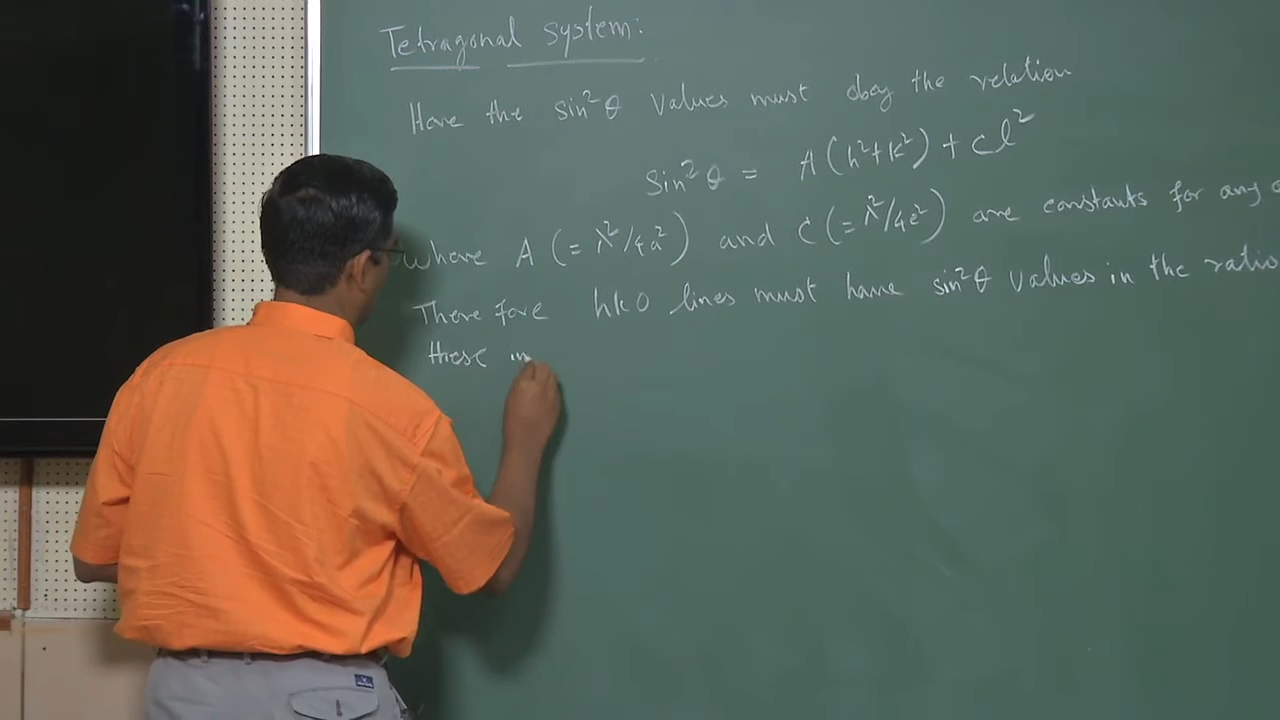 Tetragonal system:
Here the sin²θ values must obey the relation
Sin²θ = A(h²+k²) + Cl²
Where A (= λ²/4a²) and C (= λ²/4c²) are constants for any
Therefore hk0 lines must have sin²θ values in the ratio
these in